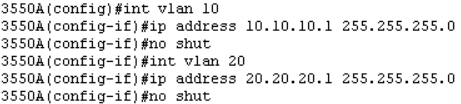 3550A(config)#int vlan 10
3550A(config-if)#ip address 10.10.10.1 255.255.255.0
3550A(config-if)#no shut
3550A(config-if)#int vlan 20
3550A(config-if)#ip address 20.20.20.1 255.255.255.0
3550A(config-if)#no shut